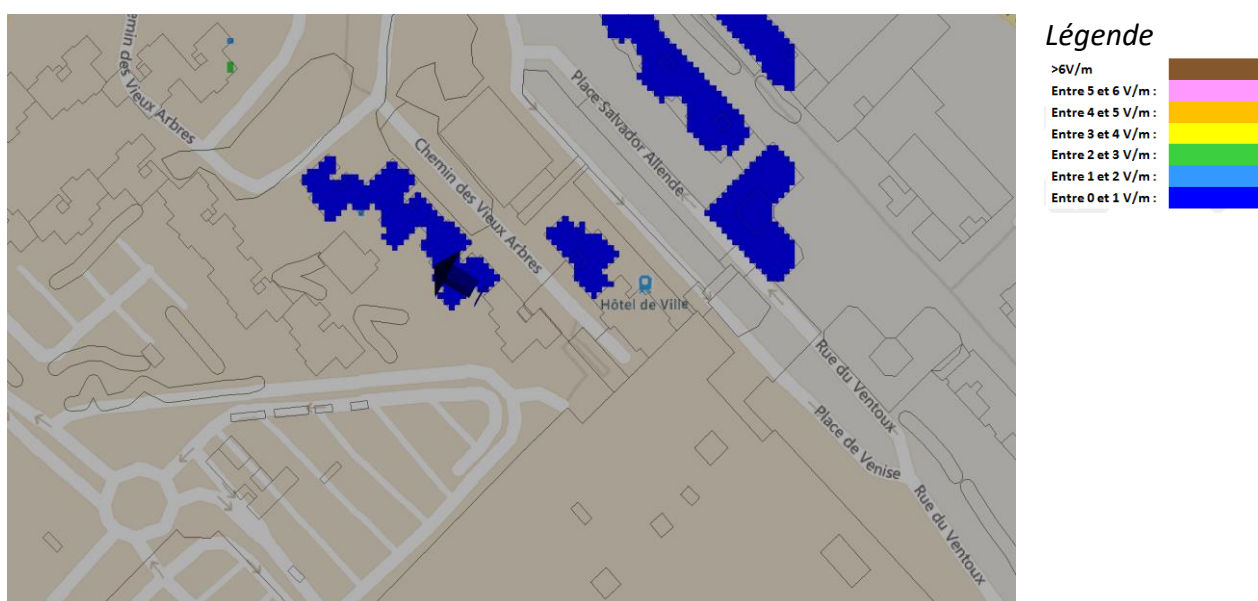 Légende
>6V/m
Entre 5 et 6 V/m :
Entre 4 et 5 V/m :
Entre 3 et 4 V/m :
Entre 2 et 3 V/m :
Entre 1 et 2 V/m :
Entre 0 et 1 V/m :
emin des Vieux Arbres
Place Salvador Allende
Chemin des Vieux Arbres
Hôtel de Ville
Rue du Ventoux
Place de Venise
Rue du Ventoux